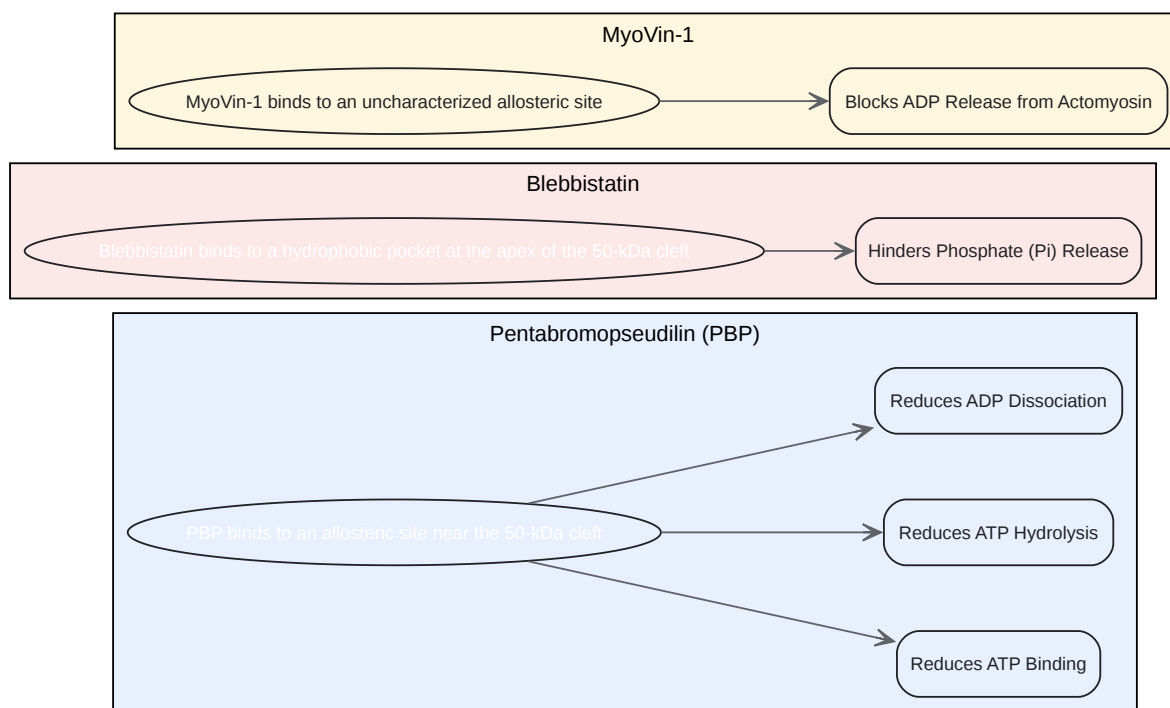 MyoVin-1
MyoVin-1 binds to an uncharacterized allosteric site
Blocks ADP Release from Actomyosin
Blebbistatin
Blebbistatin binds to a hydrophobic pocket at the apex of the 50-kDa cleft
Hinders Phosphate (Pi) Release
Pentabromopseudilin (PBP)
Reduces ADP Dissociation
PBP binds to an allosteric site near the 50-kDa cleft
Reduces ATP Hydrolysis
Reduces ATP Binding